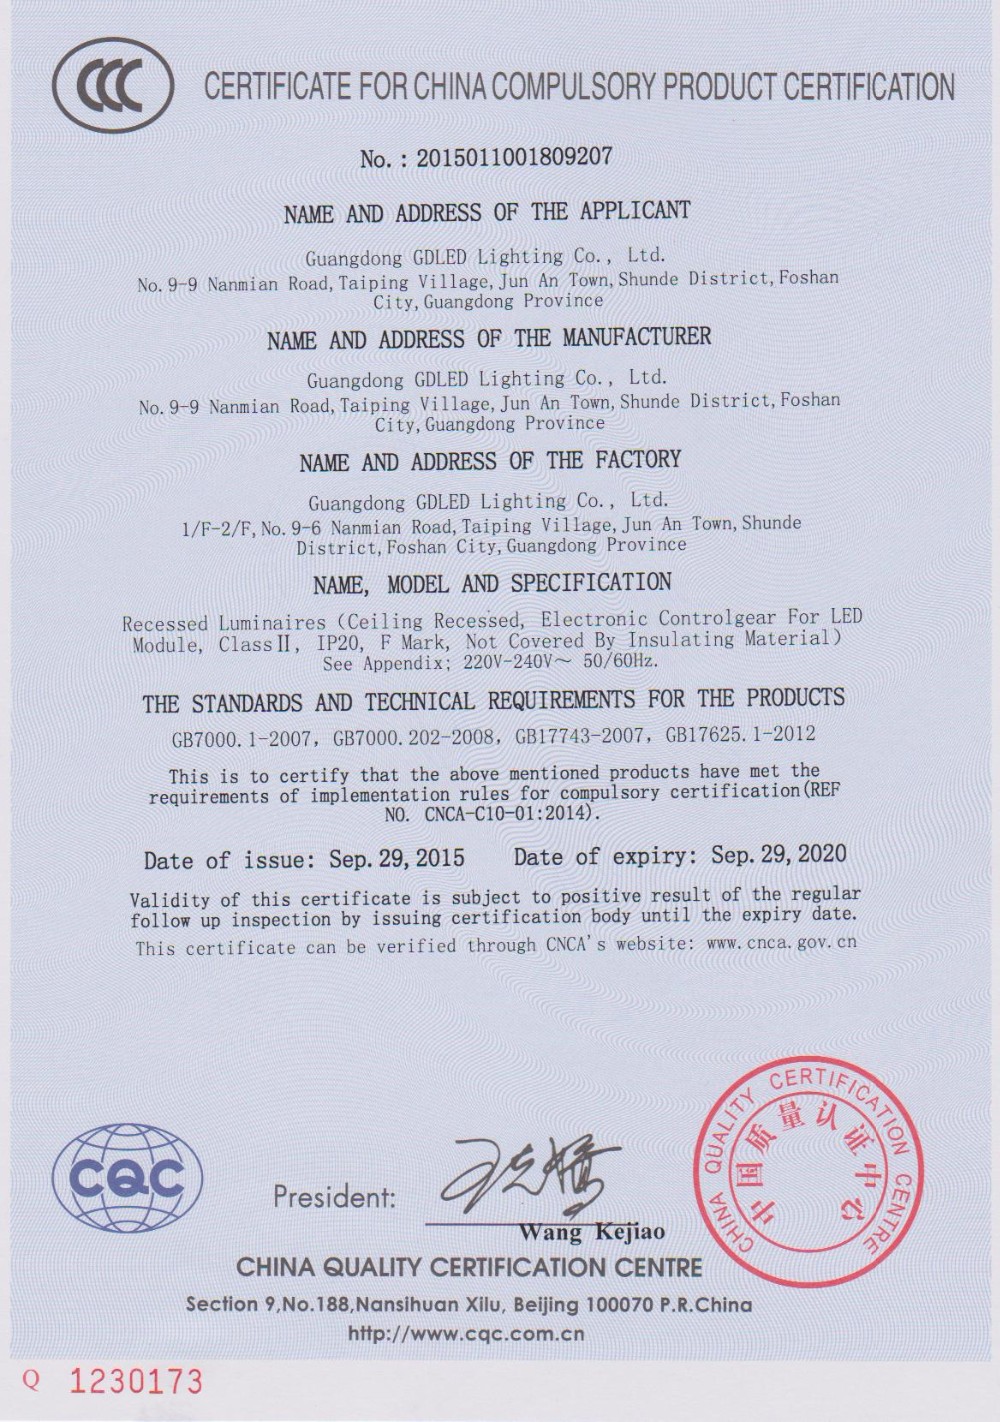 CCC
CERTIFICATE FOR CHINA COMPULSORY PRODUCT CERTIFICATION
No.: 2015011001809207
NAME AND ADDRESS OF THE APPLICANT
Guangdong GDLED Lighting Co., Ltd.
No.9-9 Nanmian Road, Taiping Village, Jun An Town, Shunde District, Foshan
City, Guangdong Province
NAME AND ADDRESS OF THE MANUFACTURER
Guangdong GDLED Lighting Co., Ltd.
No.9-9 Nanmian Road, Taiping Village, Jun An Town, Shunde District, Foshan
City, Guangdong Province
NAME AND ADDRESS OF THE FACTORY
Guangdong GDLED Lighting Co., Ltd.
1/F-2/F, No.9-6 Nanmian Road, Taiping Village, Jun An Town, Shunde
District, Foshan City, Guangdong Province
NAME, MODEL AND SPECIFICATION
Recessed Luminaires (Ceiling Recessed, Electronic Controlgear For LED
Module, ClassⅡ, IP20, F Mark, Not Covered By Insulating Material)
See Appendix; 220V-240V～ 50/60Hz.
THE STANDARDS AND TECHNICAL REQUIREMENTS FOR THE PRODUCTS
GB7000.1-2007, GB7000.202-2008, GB17743-2007, GB17625.1-2012
This is to certify that the above mentioned products have met the
requirements of implementation rules for compulsory certification(REF
NO. CNCA-C10-01:2014).
Date of issue: Sep.29,2015 Date of expiry: Sep.29,2020
Validity of this certificate is subject to positive result of the regular
follow up inspection by issuing certification body until the expiry date.
This certificate can be verified through CNCA's website: www.cnca.gov.cn
CHINA QUALITY CERTIFICATION CENTRE
中国质量认证中心
CQC
President:
王克娇
Wang Kejiao
CHINA QUALITY CERTIFICATION CENTRE
Section 9,No.188,Nansihuan Xilu, Beijing 100070 P.R.China
http://www.cqc.com.cn
Q 1230173